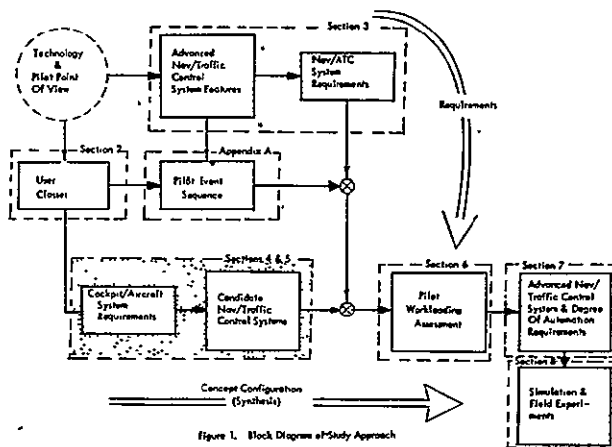 Section 3
Technology
&
Pilot Point
Of View
Advanced
Nav/Traffic
Control
System Features
Nav/ATC
System
Requirements
Requirements
Section 2
User
Classes
Appendix A
Pilot Event
Sequence
Sections 4 & 5
Cockpit/Aircraft
System
Requirements
Candidate
Nav/Traffic
Control Systems
Section 6
Pilot
Workloading
Assessment
Section 7
Advanced Nav/
Traffic Control
System & Degree
Of Automation
Requirements
Section 8
Simulation &
Field Experi-
ments
Concept Configuration
(Synthesis)
Figure 1. Block Diagram of Study Approach